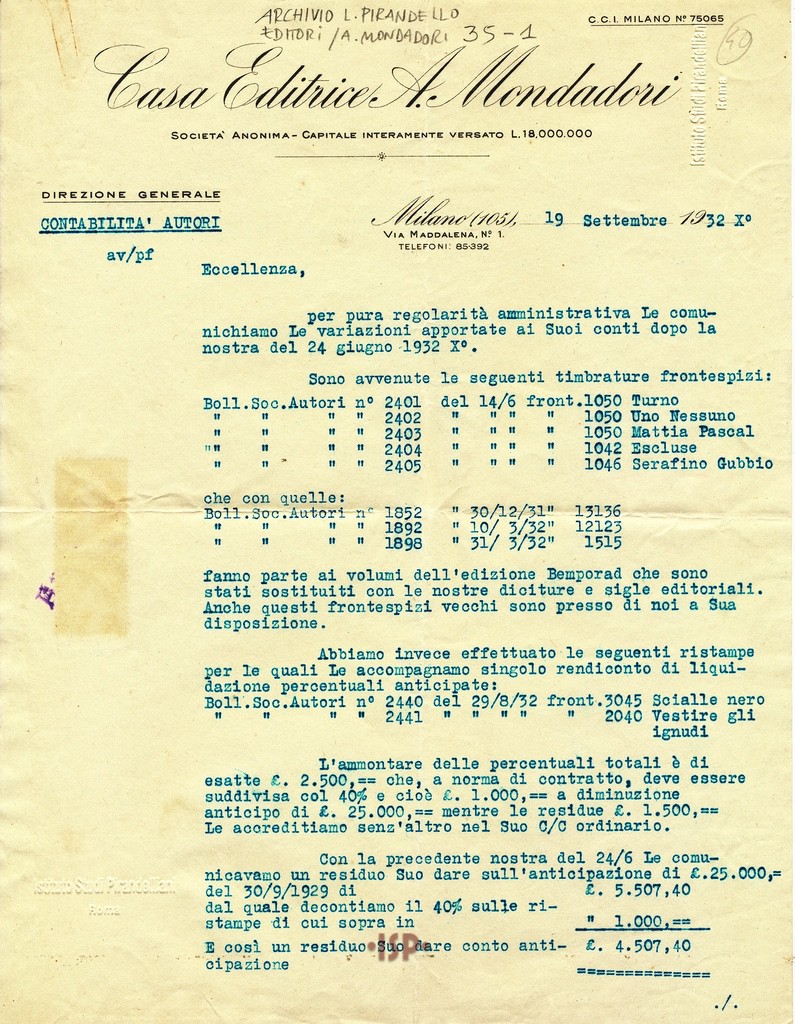 ARCHIVIO L. PIRANDELLO
EDITORI / A. MONDADORI 35-1
C.C.I. MILANO Nº 75065
Casa Editrice A. Mondadori
SOCIETA' ANONIMA - CAPITALE INTERAMENTE VERSATO L.18,000.000
Istituto Studi Pirandelliani
Roma
DIREZIONE GENERALE
CONTABILITA' AUTORI
av/pf
Milano (105), 19 Settembre 1932 Xº
VIA MADDALENA, Nº 1.
TELEFONI: 85-392
Eccellenza,
per pura regolarità amministrativa Le comu-
nichiamo Le variazioni apportate ai Suoi conti dopo la
nostra del 24 giugno 1932 Xº.
Sono avvenute le seguenti timbrature frontespizi:
Boll.Soc.Autori nº 2401 del 14/6 front.1050 Turno
" " " " 2402 " " " " 1050 Uno Nessuno
" " " " 2403 " " " " 1050 Mattia Pascal
"" " " " 2404 " " " " 1042 Escluse
" " " " 2405 " " " " 1046 Serafino Gubbio
che con quelle:
Boll.Soc.Autori nº 1852 " 30/12/31" 13136
" " " " 1892 " 10/ 3/32" 12123
" " " " 1898 " 31/ 3/32" 1515
fanno parte ai volumi dell'edizione Bemporad che sono
stati sostituiti con le nostre diciture e sigle editoriali.
Anche questi frontespizi vecchi sono presso di noi a Sua
disposizione.
Abbiamo invece effettuato le seguenti ristampe
per le quali Le accompagnamo singolo rendiconto di liqui-
dazione percentuali anticipate:
Boll.Soc.Autori nº 2440 del 29/8/32 front.3045 Scialle nero
" " " " 2441 " " " " " 2040 Vestire gli
ignudi
L'ammontare delle percentuali totali è di
esatte £. 2.500,== che, a norma di contratto, deve essere
suddivisa col 40% e cioè £. 1.000,== a diminuzione
anticipo di £. 25.000,== mentre le residue £. 1.500,==
Le accreditiamo senz'altro nel Suo C/C ordinario.
Con la precedente nostra del 24/6 Le comu-
nicavamo un residuo Suo dare sull'anticipazione di £.25.000,=
del 30/9/1929 di £. 5.507,40
dal quale decontiamo il 40% sulle ri-
stampe di cui sopra in " 1.000,==
E così un residuo Suo dare conto anti- £. 4.507,40
cipazione =============
Istituto Studi Pirandelliani
Roma
ISP
./.